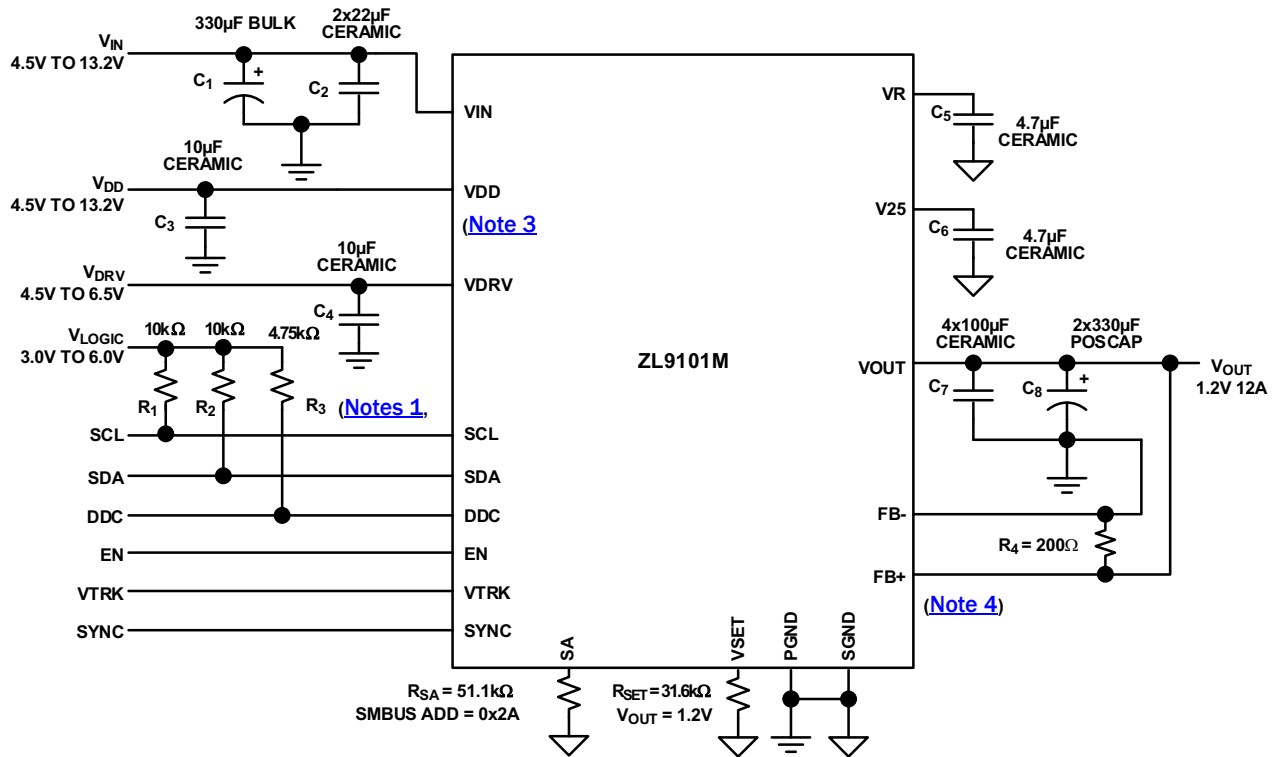 330µF BULK
2x22µF
CERAMIC
VIN
4.5V TO 13.2V
C1
+
C2
VIN
10µF
CERAMIC
VDD
4.5V TO 13.2V
C3
VDD
(Note 3
10µF
CERAMIC
VDRV
4.5V TO 6.5V
C4
VDRV
VLOGIC
3.0V TO 6.0V
10kΩ
10kΩ
4.75kΩ
R1
R2
R3
(Notes 1,
SCL
SCL
SDA
SDA
DDC
DDC
EN
EN
VTRK
VTRK
SYNC
SYNC
ZL9101M
VR
C5
4.7µF
CERAMIC
V25
C6
4.7µF
CERAMIC
4x100µF
CERAMIC
2x330µF
POSCAP
VOUT
C7
C8
+
VOUT
1.2V 12A
FB-
R4 = 200Ω
FB+
(Note 4)
SA
VSET
PGND
SGND
RSA = 51.1kΩ
SMBUS ADD = 0x2A
RSET=31.6kΩ
VOUT = 1.2V